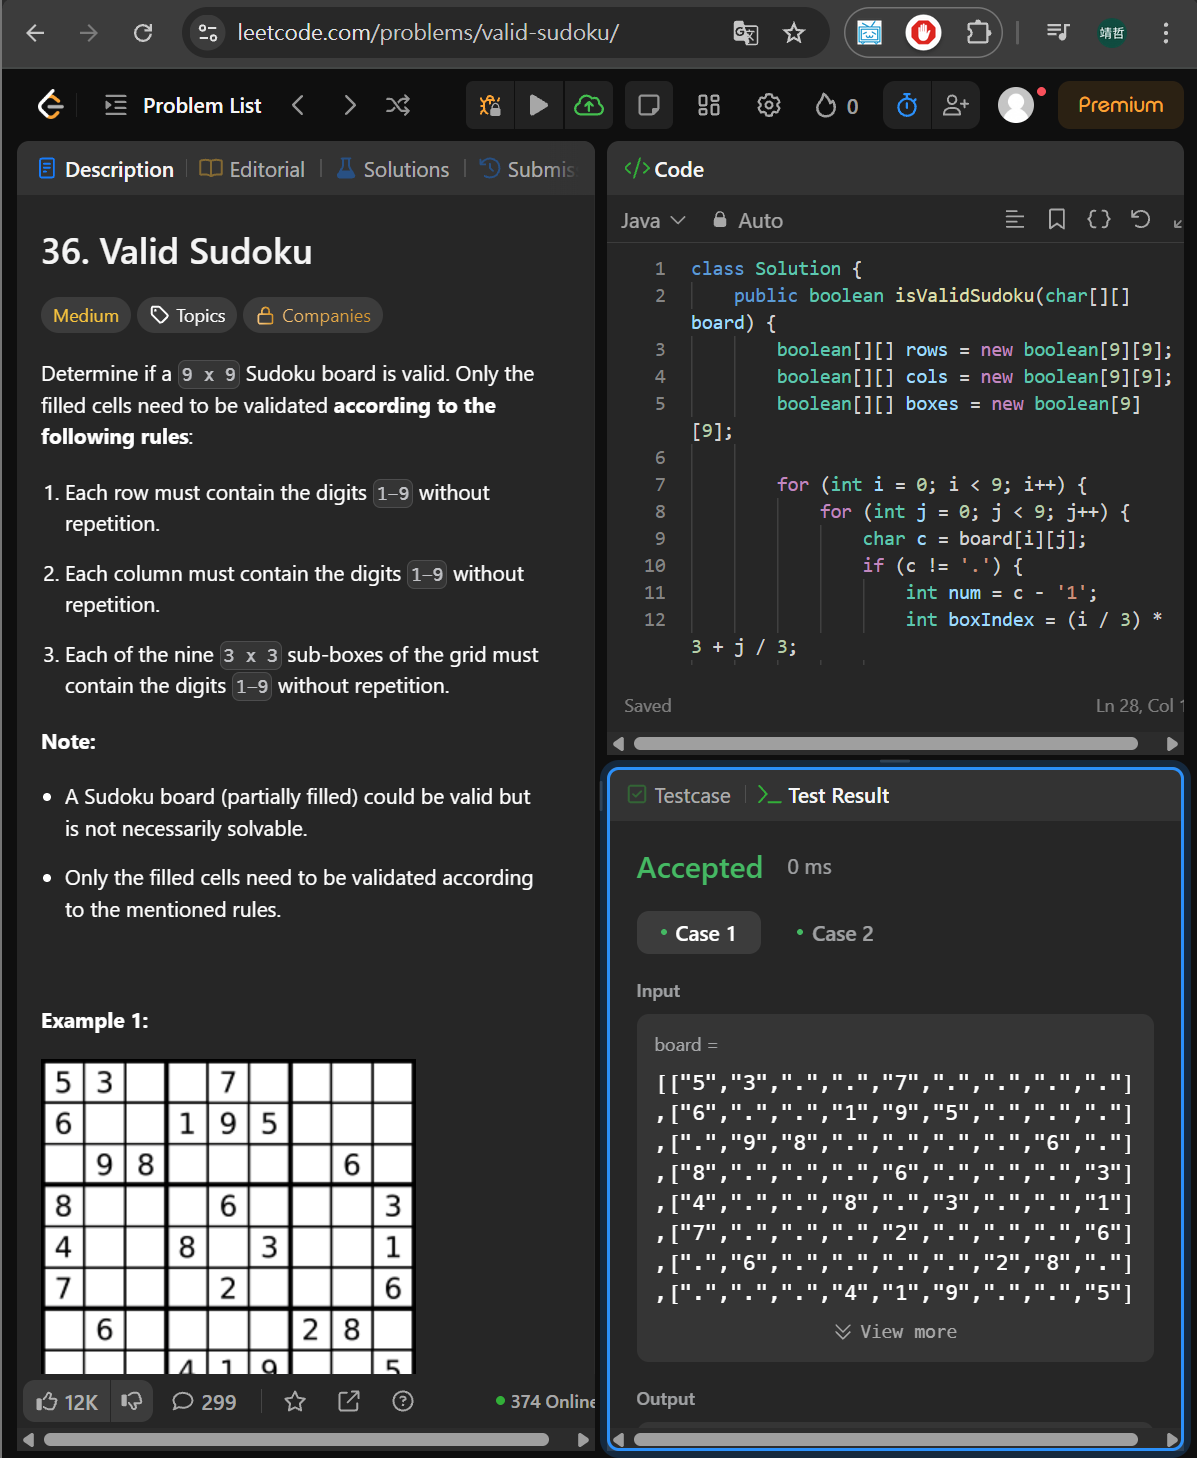 leetcode.com/problems/valid-sudoku/
靖哲
Problem List
0
Premium
Description
Editorial
Solutions
Submis
36. Valid Sudoku
Medium
Topics
Companies
Determine if a 9 x 9 Sudoku board is valid. Only the
filled cells need to be validated according to the
following rules:
1. Each row must contain the digits 1-9 without
repetition.
2. Each column must contain the digits 1-9 without
repetition.
3. Each of the nine 3 x 3 sub-boxes of the grid must
contain the digits 1-9 without repetition.
Note:
• A Sudoku board (partially filled) could be valid but
is not necessarily solvable.
• Only the filled cells need to be validated according
to the mentioned rules.
Example 1:
5 3 7
6 1 9 5
9 8 6
8 6 3
4 8 3 1
7 2 6
6 2 8
4 1 9 5
12K
299
374 Online
</> Code
Java
Auto
1 class Solution {
2 public boolean isValidSudoku(char[][]
board) {
3 boolean[][] rows = new boolean[9][9];
4 boolean[][] cols = new boolean[9][9];
5 boolean[][] boxes = new boolean[9]
[9];
6
7 for (int i = 0; i < 9; i++) {
8 for (int j = 0; j < 9; j++) {
9 char c = board[i][j];
10 if (c != '.') {
11 int num = c - '1';
12 int boxIndex = (i / 3) *
3 + j / 3;
Saved
Ln 28, Col 1
Testcase
Test Result
Accepted
0 ms
Case 1
Case 2
Input
board =
[["5","3",".",".","7",".",".",".","."]
,["6",".",".","1","9","5",".",".","."]
,[".","9","8",".",".",".",".","6","."]
,["8",".",".",".","6",".",".",".","3"]
,["4",".",".","8",".","3",".",".","1"]
,["7",".",".",".","2",".",".",".","6"]
,[".","6",".",".",".",".","2","8","."]
,[".",".",".","4","1","9",".",".","5"]
View more
Output